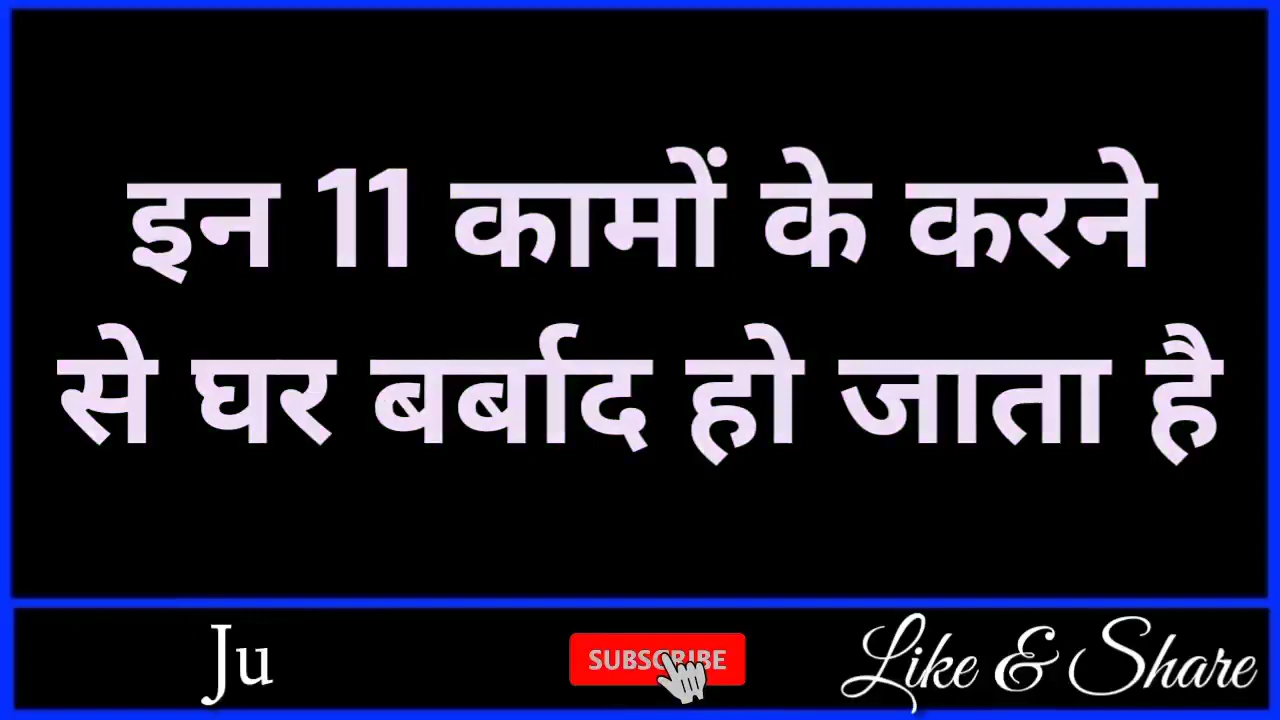 इन 11 कामों के करने
से घर बर्बाद हो जाता है
Ju
SUBSCRIBE
Like & Share